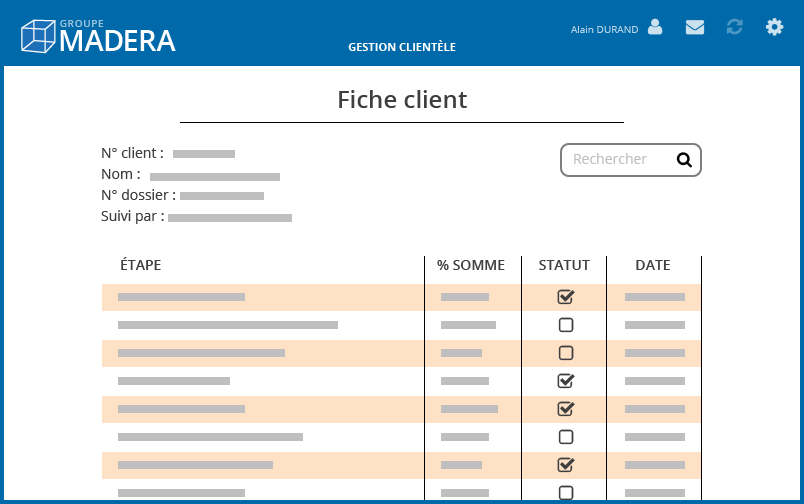 GROUPE
MADERA
Alain DURAND
GESTION CLIENTÈLE
Fiche client
N° client :
Nom :
N° dossier :
Suivi par :
Rechercher
ÉTAPE % SOMME STATUT DATE